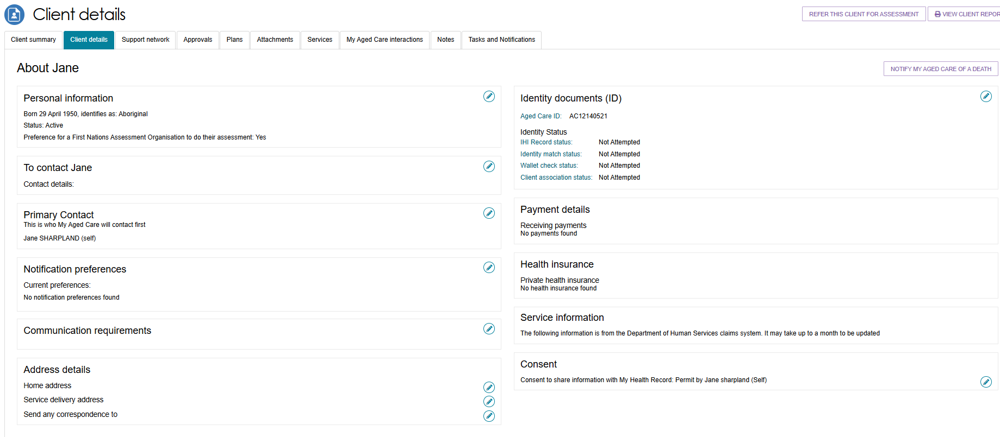 Client details
REFER THIS CLIENT FOR ASSESSMENT
VIEW CLIENT REPOR
Client summary
Client details
Support network
Approvals
Plans
Attachments
Services
My Aged Care interactions
Notes
Tasks and Notifications
About Jane
NOTIFY MY AGED CARE OF A DEATH
Personal information
Born 29 April 1950, identifies as: Aboriginal
Status: Active
Preference for a First Nations Assessment Organisation to do their assessment: Yes
To contact Jane
Contact details:
Primary Contact
This is who My Aged Care will contact first
Jane SHARPLAND (self)
Notification preferences
Current preferences:
No notification preferences found
Communication requirements
Address details
Home address
Service delivery address
Send any correspondence to
Identity documents (ID)
Aged Care ID: AC12140521
Identity Status
IHI Record status: Not Attempted
Identity match status: Not Attempted
Wallet check status: Not Attempted
Client association status: Not Attempted
Payment details
Receiving payments
No payments found
Health insurance
Private health insurance
No health insurance found
Service information
The following information is from the Department of Human Services claims system. It may take up to a month to be updated
Consent
Consent to share information with My Health Record: Permit by Jane sharpland (Self)